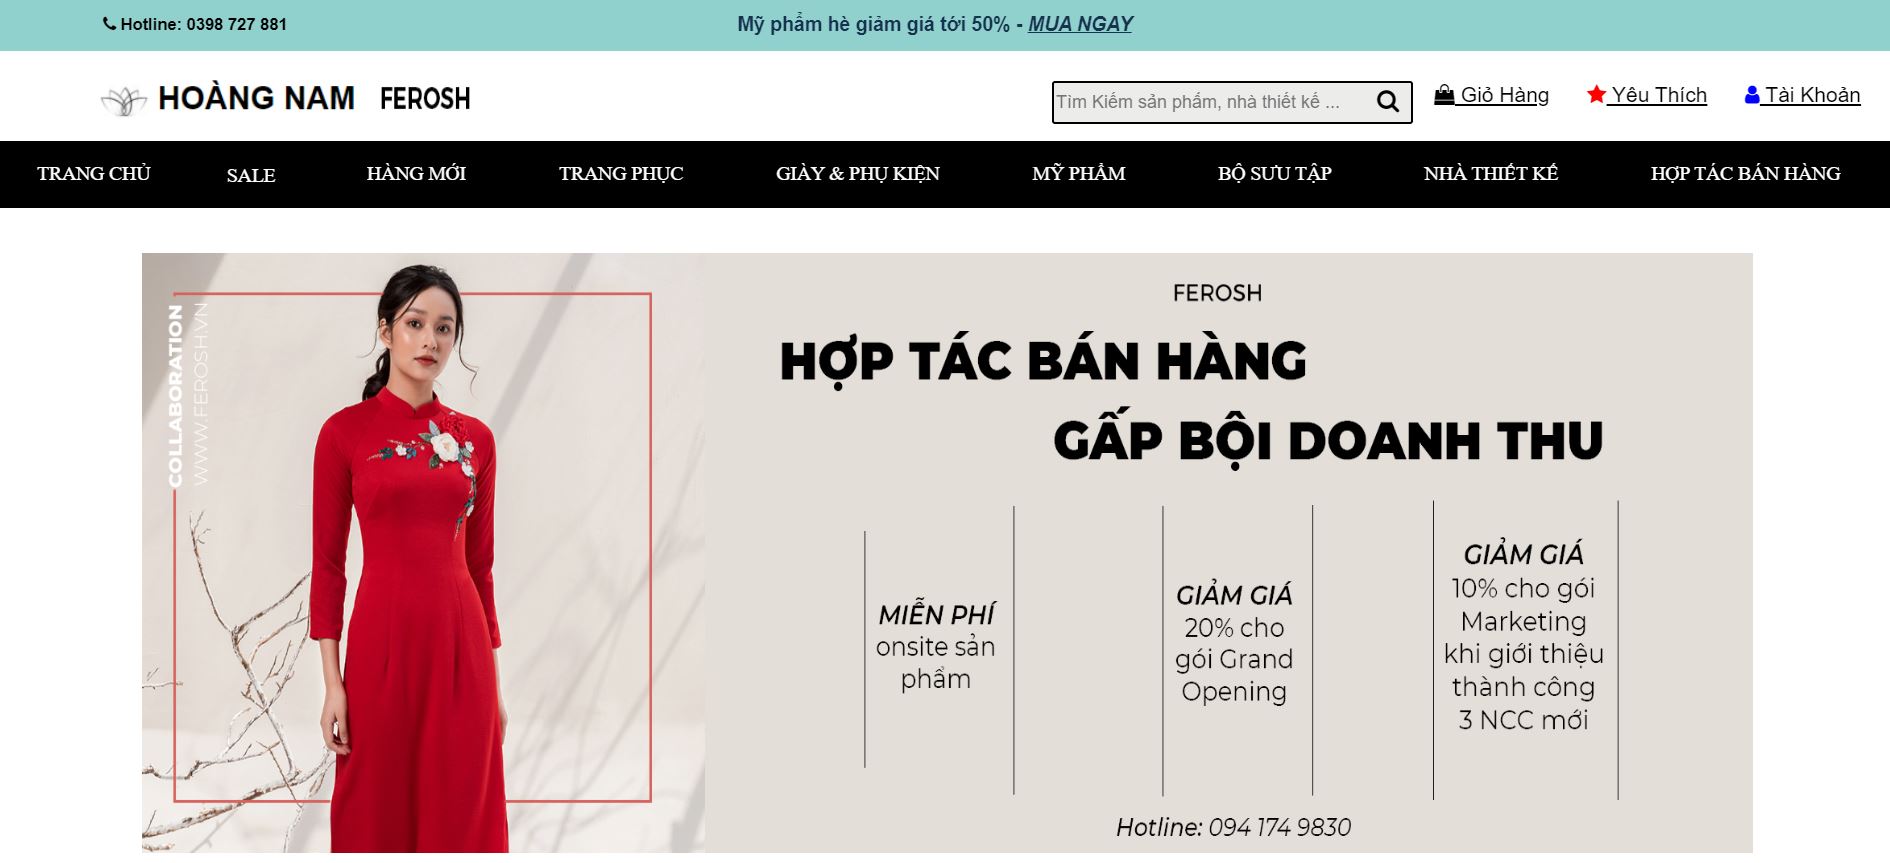 Hotline: 0398 727 881
Mỹ phẩm hè giảm giá tới 50% - MUA NGAY
HOÀNG NAM FEROSH
Tìm Kiếm sản phẩm, nhà thiết kế ...
Giỏ Hàng
Yêu Thích
Tài Khoản
TRANG CHỦ
SALE
HÀNG MỚI
TRANG PHỤC
GIÀY & PHỤ KIỆN
MỸ PHẨM
BỘ SƯU TẬP
NHÀ THIẾT KẾ
HỢP TÁC BÁN HÀNG
COLLABORATION
WWW.FEROSH.VN
FEROSH
HỢP TÁC BÁN HÀNG
GẤP BỘI DOANH THU
MIỄN PHÍ
onsite sản
phẩm
GIẢM GIÁ
20% cho
gói Grand
Opening
GIẢM GIÁ
10% cho gói
Marketing
khi giới thiệu
thành công
3 NCC mới
Hotline: 094 174 9830